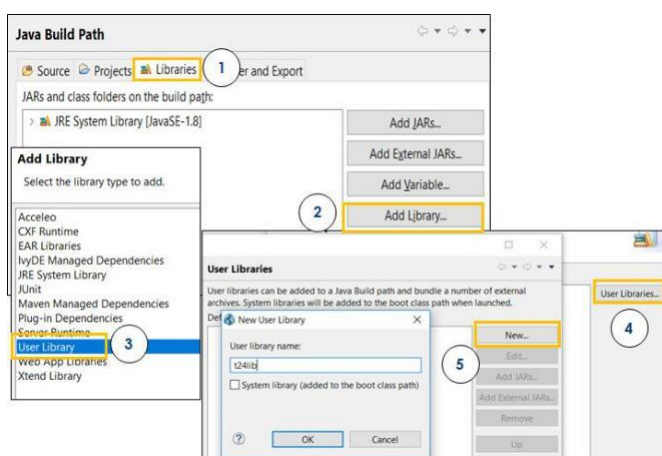 Java Build Path
Source Projects Libraries 1 er and Export
JARs and class folders on the build path:
JRE System Library [JavaSE-1.8]
Add JARs...
Add External JARs...
Add Variable...
2 Add Library...
Add Library
Select the library type to add.
Acceleo
CXF Runtime
EAR Libraries
IvyDE Managed Dependencies
JRE System Library
JUnit
Maven Managed Dependencies
Plug-in Dependencies
Server Runtime
User Library 3
Web App Libraries
Xtend Library
User Libraries
User libraries can be added to a Java Build path and bundle a number of external
archives. System libraries will be added to the boot class path when launched.
Def
New User Library
User library name:
t24lib
System library (added to the boot class path)
OK Cancel
5 New...
Edit...
Add JARs...
Add External JARs...
Remove
Up
User Libraries...
4